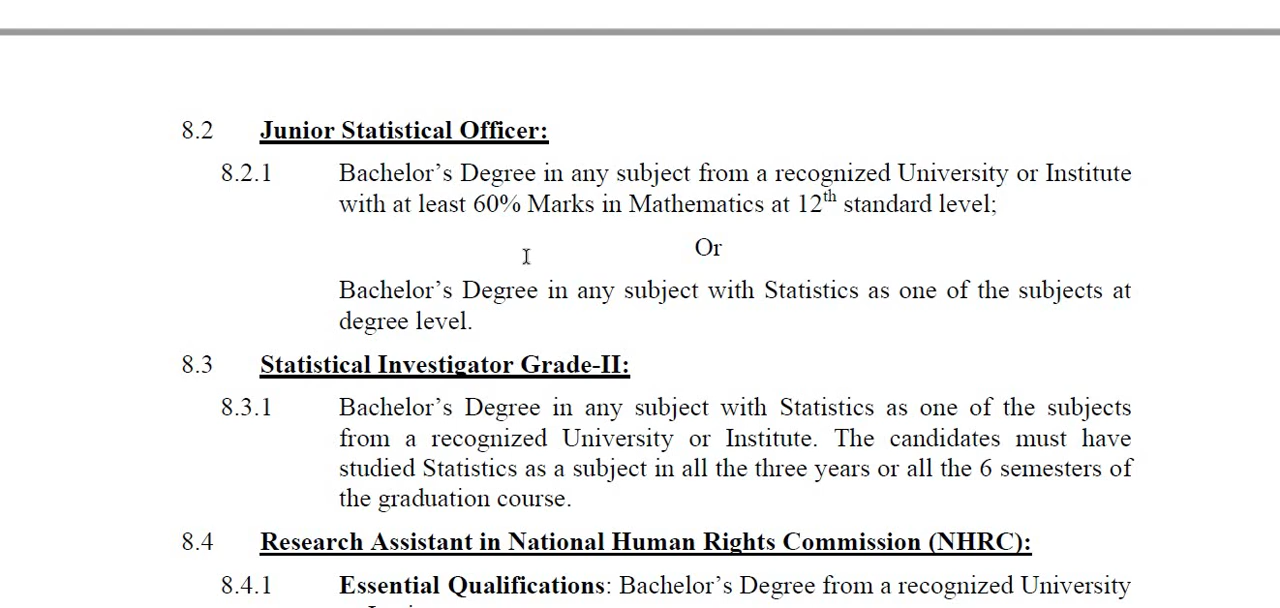 8.2 Junior Statistical Officer:
8.2.1 Bachelor's Degree in any subject from a recognized University or Institute
with at least 60% Marks in Mathematics at 12th standard level;
Or
Bachelor's Degree in any subject with Statistics as one of the subjects at
degree level.
8.3 Statistical Investigator Grade-II:
8.3.1 Bachelor's Degree in any subject with Statistics as one of the subjects
from a recognized University or Institute. The candidates must have
studied Statistics as a subject in all the three years or all the 6 semesters of
the graduation course.
8.4 Research Assistant in National Human Rights Commission (NHRC):
8.4.1 Essential Qualifications: Bachelor's Degree from a recognized University